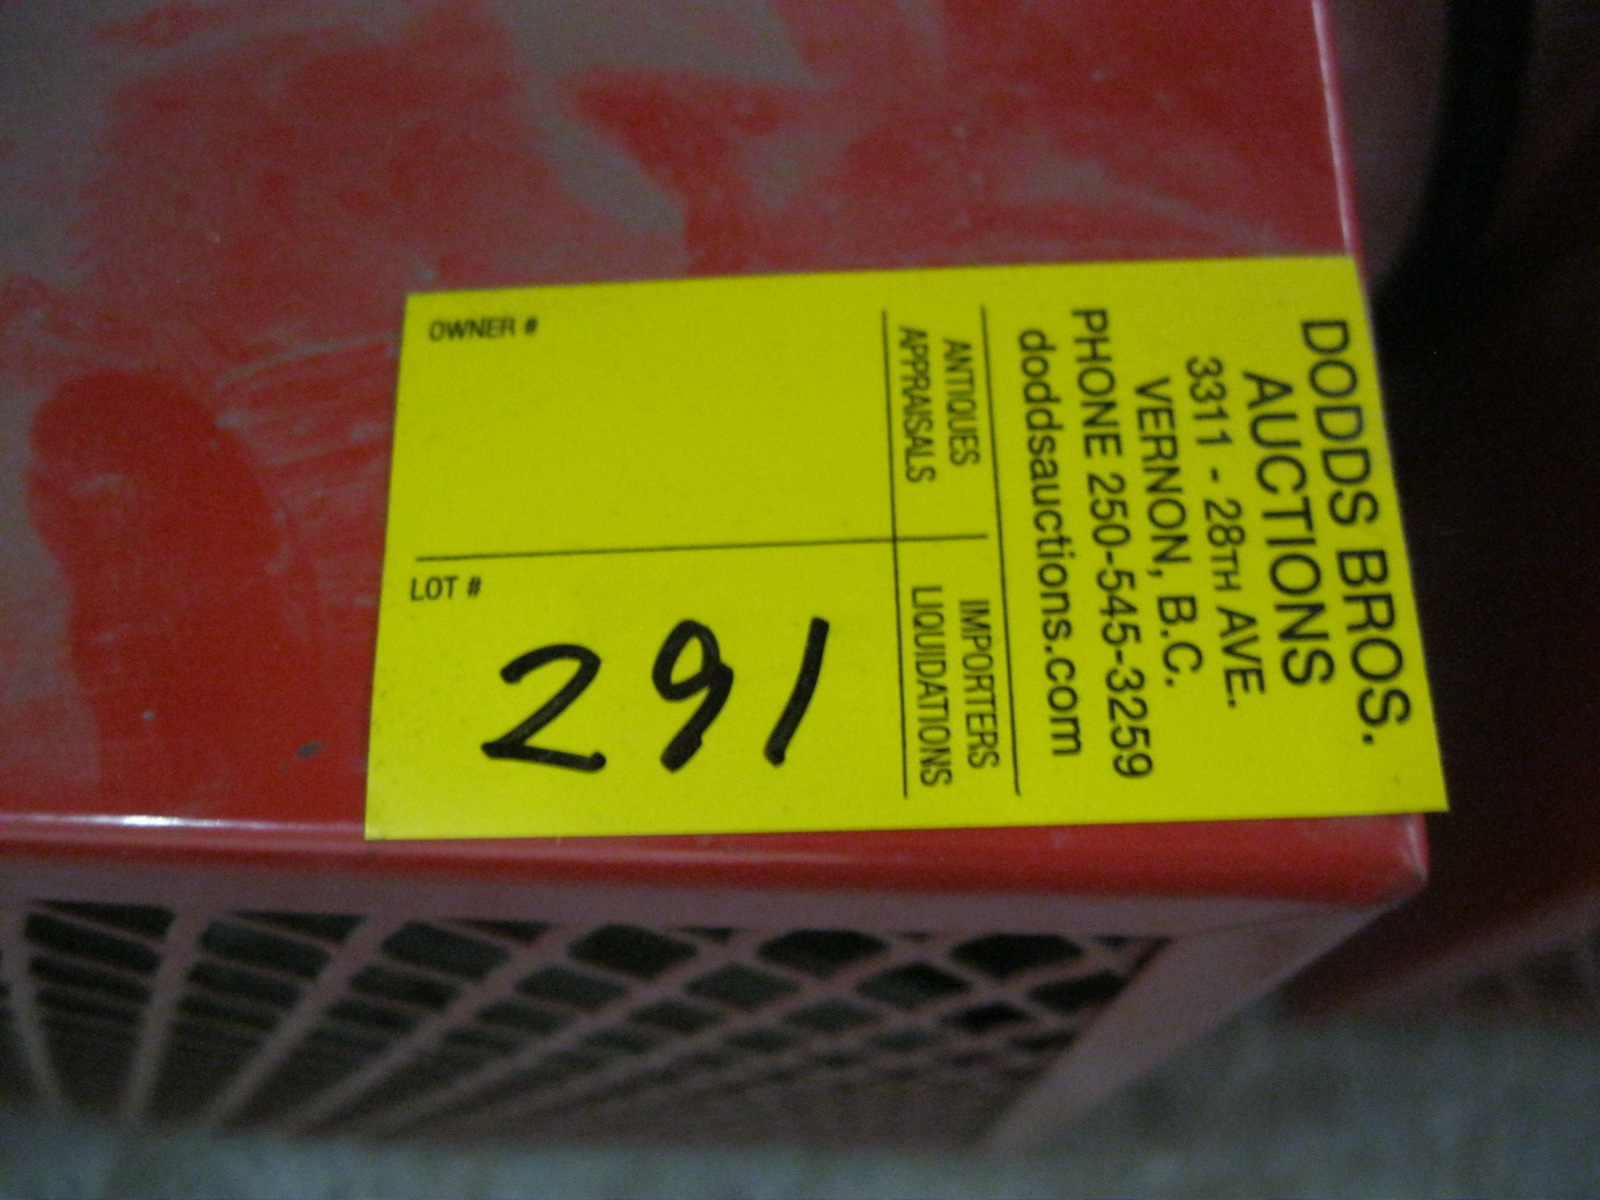 DODDS BROS.
AUCTIONS
3311 - 28TH AVE.
VERNON, B.C.
PHONE 250-545-3259
doddsauctions.com
ANTIQUES
APPRAISALS
IMPORTERS
LIQUIDATIONS
OWNER #
LOT #
291